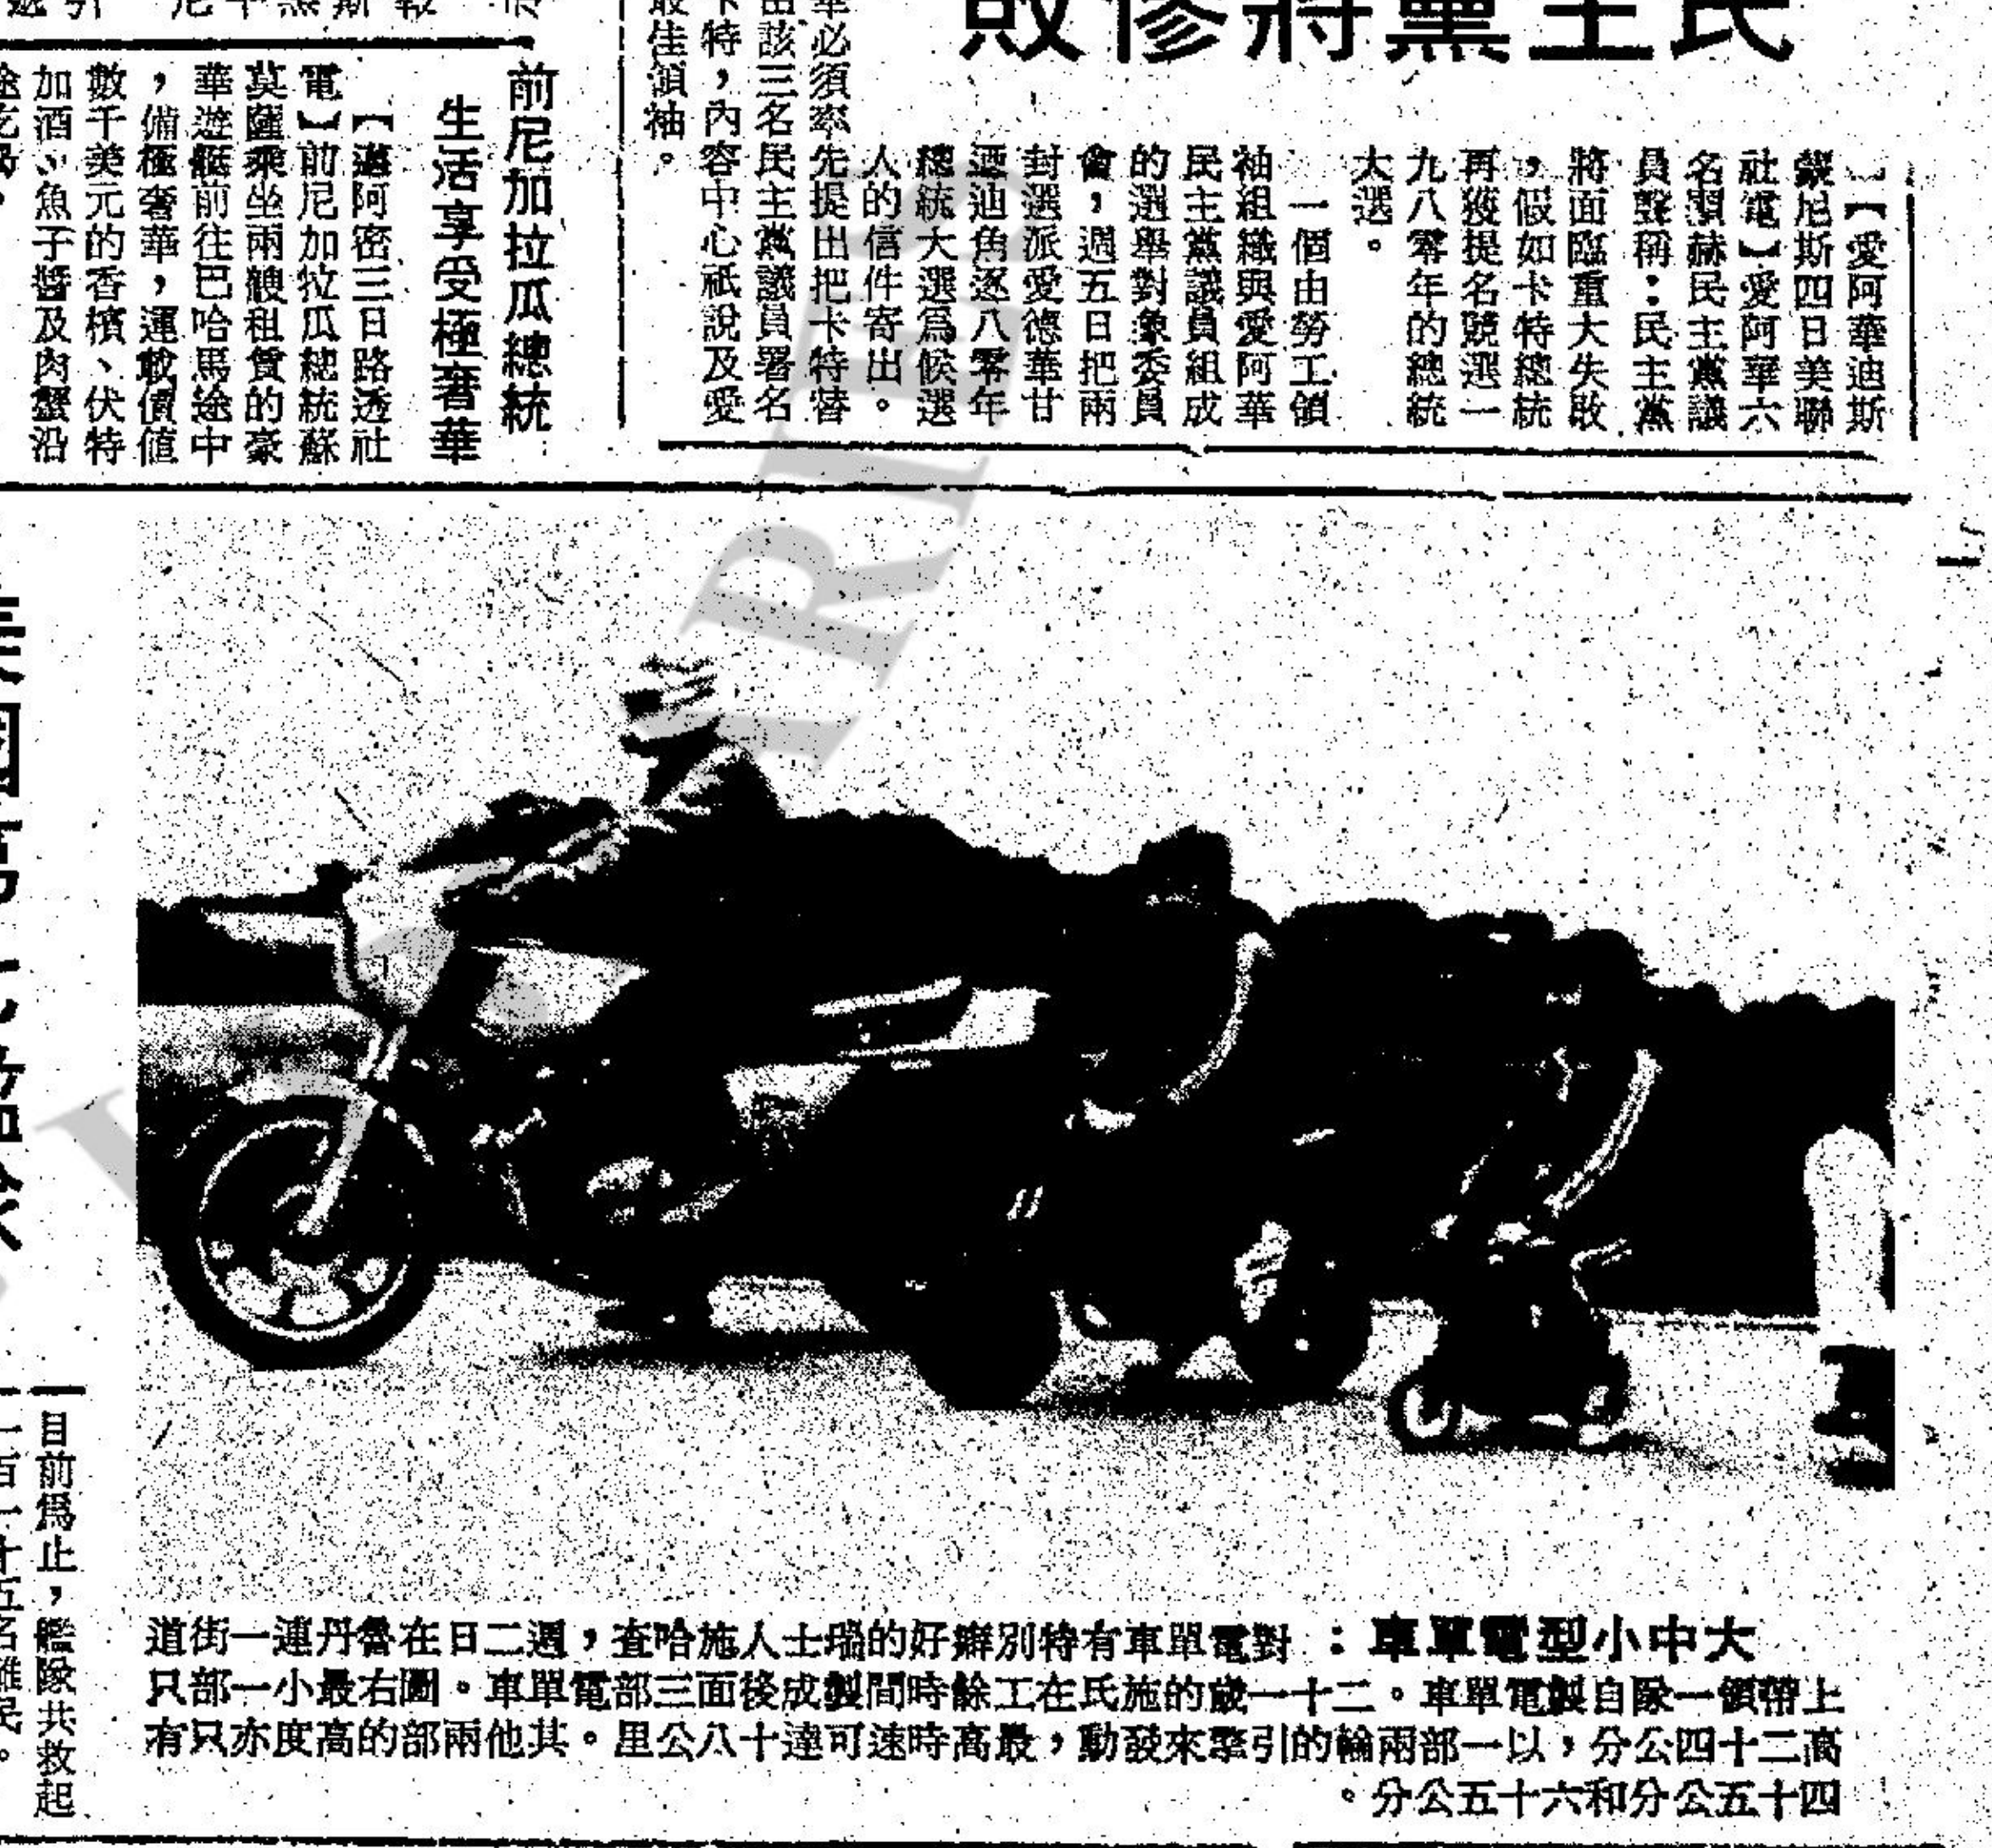 民主黨將慘敗
【愛阿華廸斯
鎳尼斯四日美聯
社電】愛阿華六
名顯赫民主黨議
員聲稱：民主黨
將面臨重大失敗
，假如卡特總統
再獲提名競選一
九八零年的總統
大選。
一個由勞工領
袖組織與愛阿華
民主黨議員組成
的選舉對象委員
會，週五日把兩
封選派愛德華甘
迺迪角逐八零年
總統大選爲候選
人的信件寄出。
華必須率先提出把卡特替
由該三名民主黨議員署名
卡特，內容中心祇說及愛
最佳領袖。
前尼加拉瓜總統
生活享受極奢華
【邁阿密三日路透社
電】前尼加拉瓜總統蘇
莫薩乘坐兩艘租賃的豪
華遊艇前往巴哈馬途中
，備極奢華，運載價值
數千美元的香檳、伏特
加酒、魚子醬及肉蟹沿
大中小型電單車：對電單車有特別癖好的瑞士人施哈查，週二日在魯丹連一街道
上帶領一隊自製電單車。二十一歲的施氏在工餘時間製成後面三部電單車。圖右最小一部只
高二十四公分，以一部兩輪的引擎來發動，最高時速可達十八公里。其他兩部的高度亦只有
四十五公分和六十五公分。
目前爲止，艦隊共救起
一百一十五名難民。